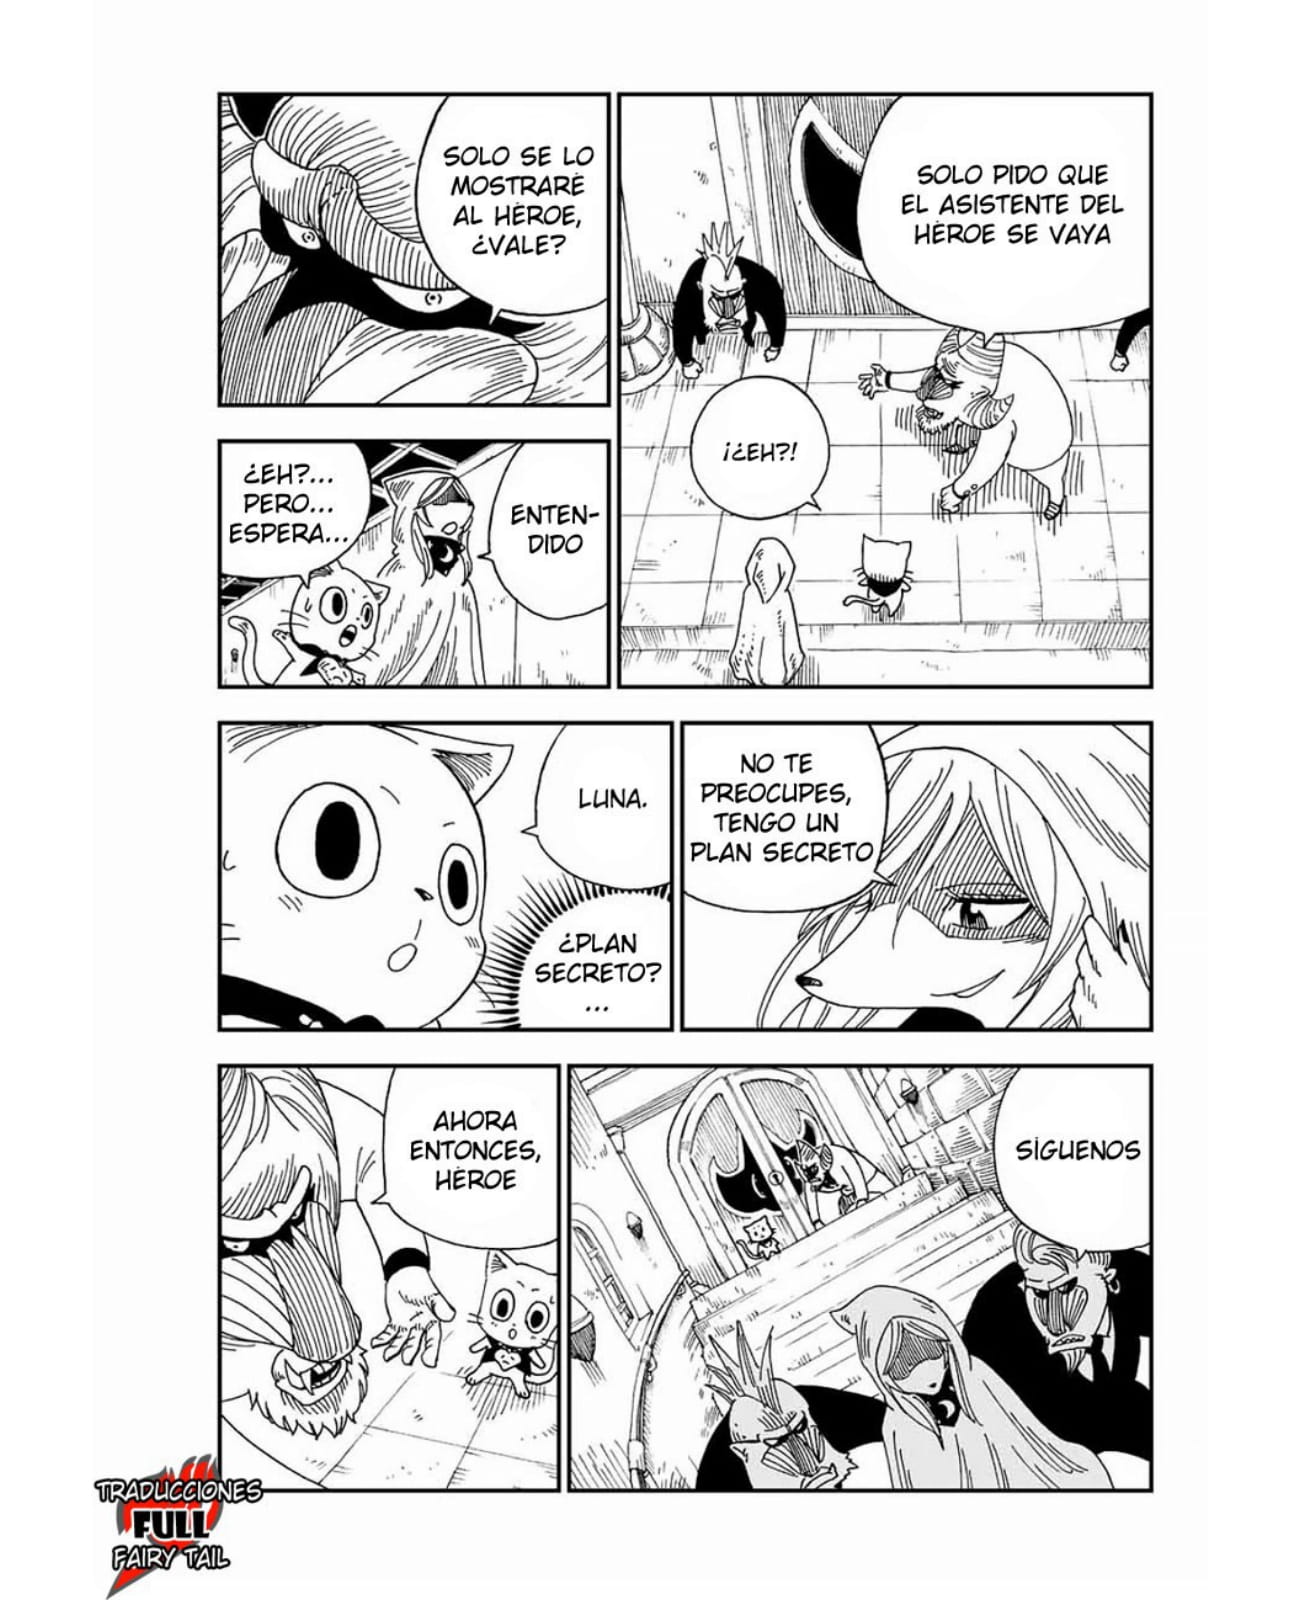 SOLO PIDO QUE
EL ASISTENTE DEL
HÉROE SE VAYA
¡¿EH?!
SOLO SE LO
MOSTRARÉ
AL HÉROE,
¿VALE?
ENTEN-
DIDO
¿EH?...
PERO...
ESPERA...
NO TE
PREOCUPES,
TENGO UN
PLAN SECRETO
LUNA.
¿PLAN
SECRETO?
...
SÍGUENOS
AHORA
ENTONCES,
HÉROE
TRADUCCIONES
FULL
FAIRY TAIL